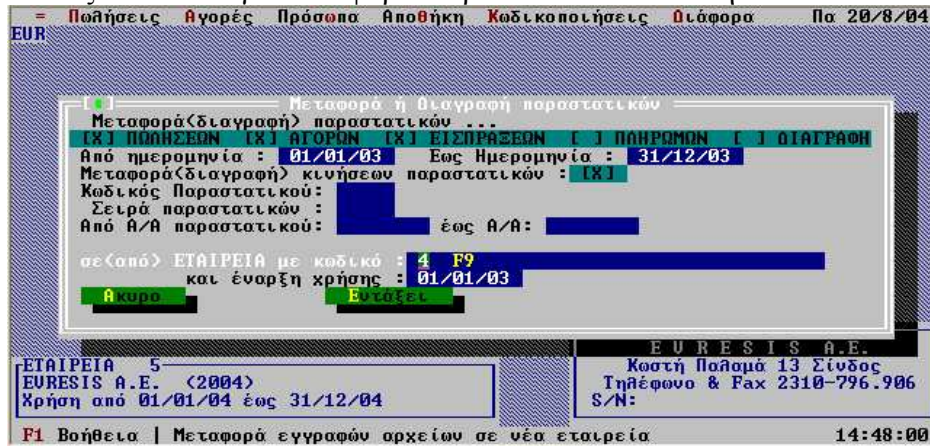 = Πωλήσεις Αγορές Πρόσωπα Αποθήκη Κωδικοποιήσεις Διάφορα Πα 20/8/04
EUR
Μεταφορά ή Διαγραφή παραστατικών
Μεταφορά(διαγραφή) παραστατικών ...
[X] ΠΩΛΗΣΕΩΝ [X] ΑΓΟΡΩΝ [X] ΕΙΣΠΡΑΞΕΩΝ [ ] ΠΛΗΡΩΜΩΝ [ ] ΔΙΑΓΡΑΦΗ
Από ημερομηνία : 01/01/03 Εως Ημερομηνία : 31/12/03
Μεταφορά(διαγραφή) κινήσεων παραστατικών : [X]
Κωδικός Παραστατικού:
Σειρά παραστατικών :
Από Α/Α παραστατικού: έως Α/Α:
σε(από) ΕΤΑΙΡΕΙΑ με κωδικό : 4 F9
και έναρξη χρήσης : 01/01/03
Ακυρο Εντάξει
ΕΤΑΙΡΕΙΑ 5
EURESIS A.E. (2004)
Χρήση από 01/01/04 έως 31/12/04
E U R E S I S A.E.
Κωστή Παλαμά 13 Σίνδος
Τηλέφωνο & Fax 2310-796.906
S/N:
F1 Βοήθεια | Μεταφορά εγγραφών αρχείων σε νέα εταιρεία 14:48:00